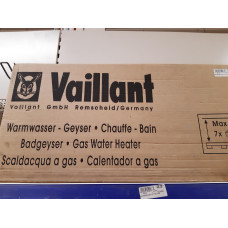 Vaillant
Vaillant GmbH Remscheid/Germany
Warmwasser - Geyser • Chauffe - Bain
Badgeyser • Gas Water Heater
Scaldacqua a gas • Calentador a gas
Max
7x